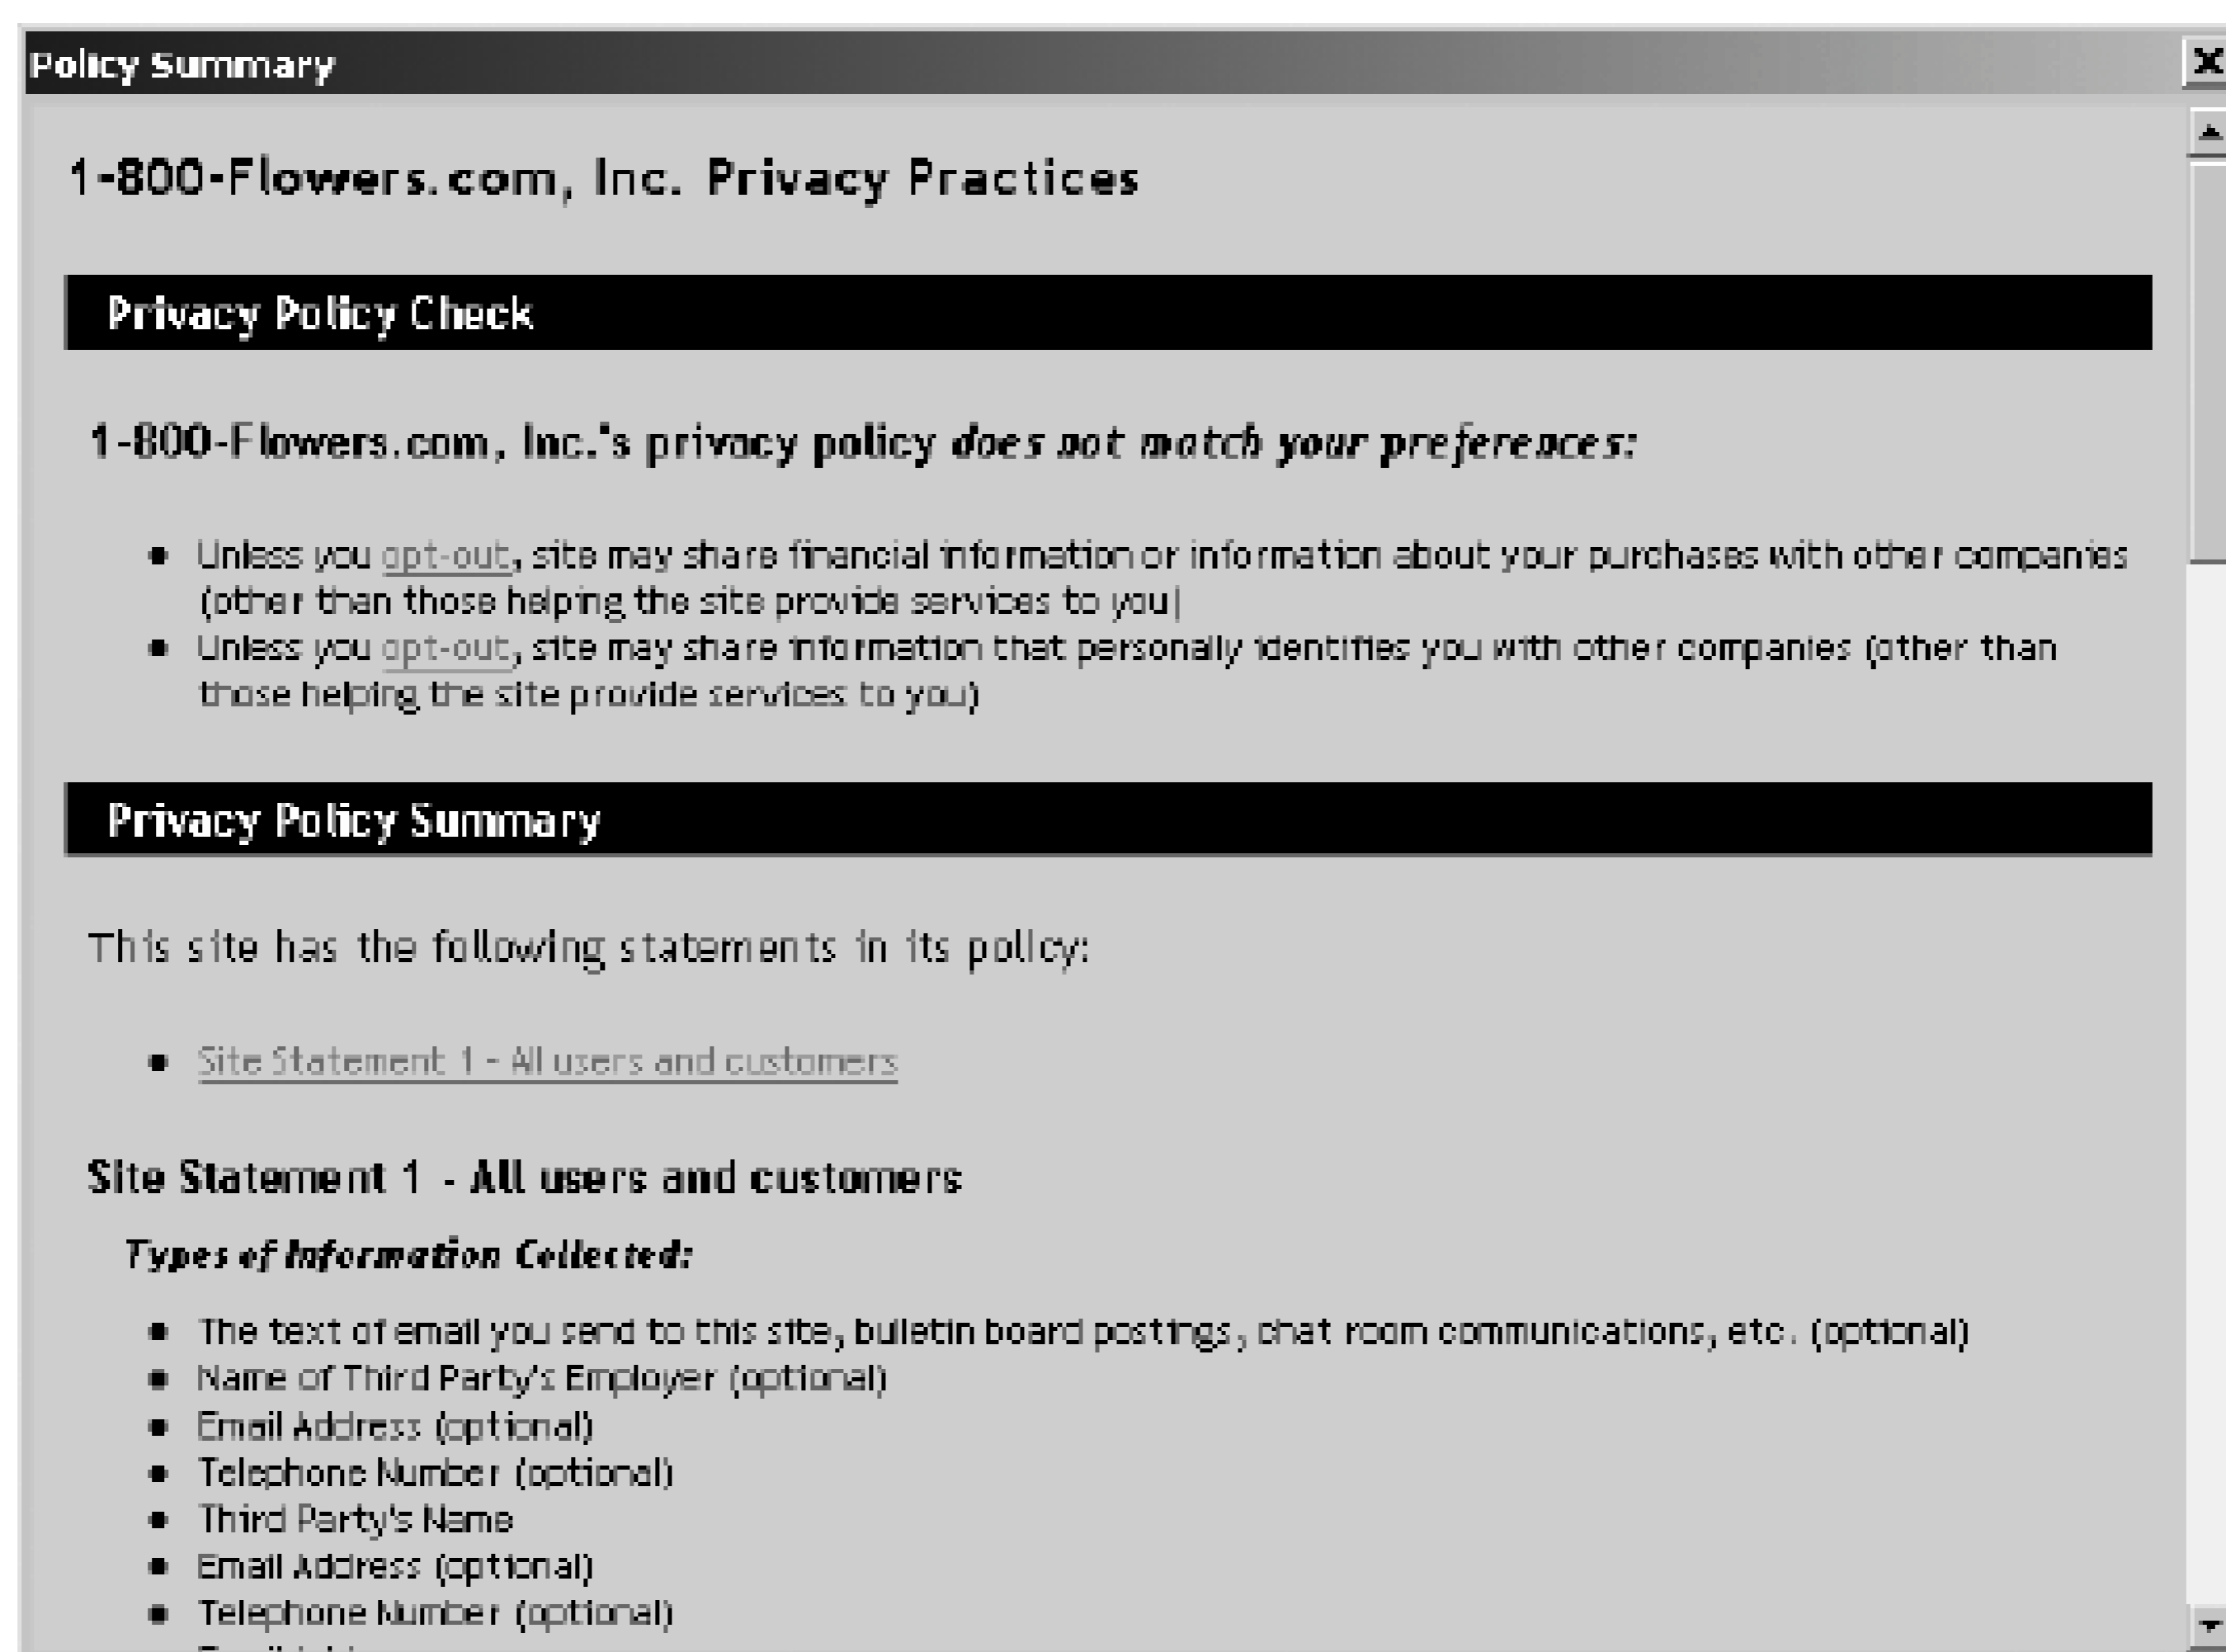 Policy Summary
1-800-Flowers.com, Inc. Privacy Practices
Privacy Policy Check
1-800-Flowers.com, Inc.'s privacy policy does not match your preferences:
• Unless you opt-out, site may share financial information or information about your purchases with other companies
(other than those helping the site provide services to you)
• Unless you opt-out, site may share information that personally identifies you with other companies (other than
those helping the site provide services to you)
Privacy Policy Summary
This site has the following statements in its policy:
• Site Statement 1 - All users and customers
Site Statement 1 - All users and customers
Types of Information Collected:
• The text of email you send to this site, bulletin board postings, chat room communications, etc. (optional)
• Name of Third Party's Employer (optional)
• Email Address (optional)
• Telephone Number (optional)
• Third Party's Name
• Email Address (optional)
• Telephone Number (optional)